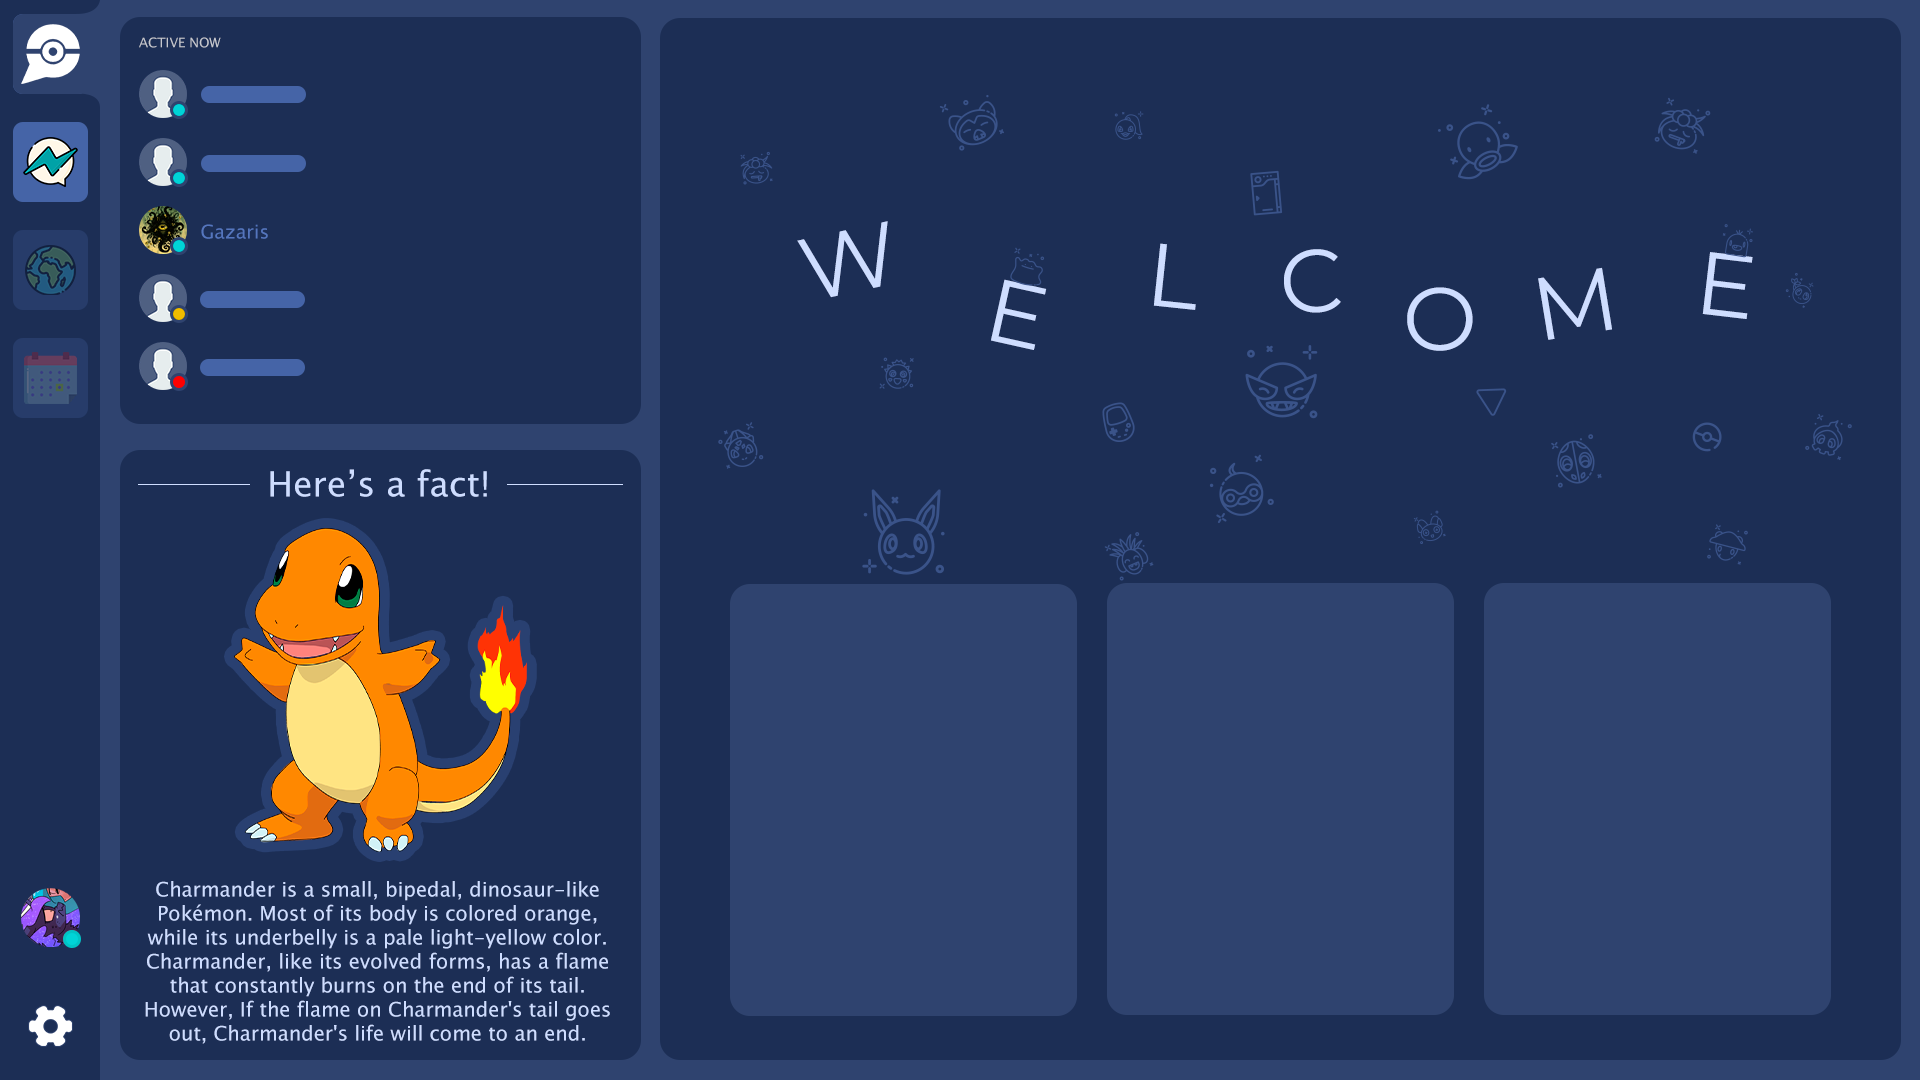 ACTIVE NOW
Gazaris
Here’s a fact!
Charmander is a small, bipedal, dinosaur-like
Pokémon. Most of its body is colored orange,
while its underbelly is a pale light-yellow color.
Charmander, like its evolved forms, has a flame
that constantly burns on the end of its tail.
However, If the flame on Charmander's tail goes
out, Charmander's life will come to an end.
WELCOME